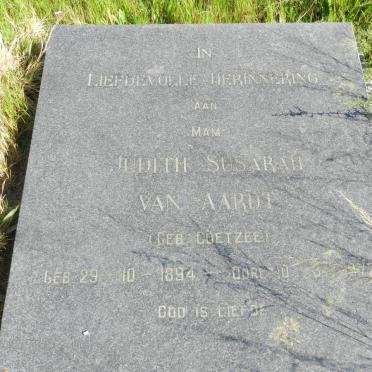 IN
LIEFDEVOLLE HERINNERING
AAN
MAM
JUDITH SUSARAH
VAN AARDT
(GEB. COETZEE)
GEB. 29 - 10 - 1894
GOD IS LIEFDE